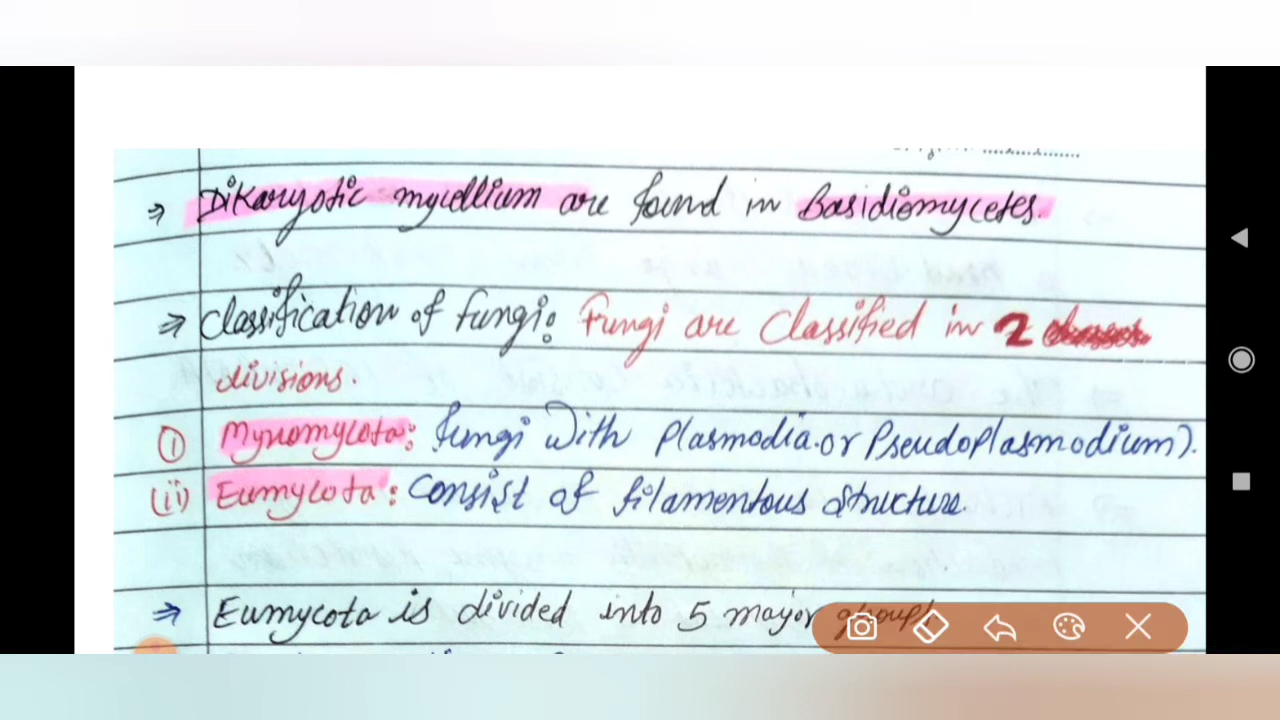 ⇒ Dikaryotic mycellium are found in Basidiomycetes.
⇒ Classification of fungi: Fungi are Classified in 2
divisions.
(i) Myxomycota: fungi with Plasmodia.or Pseudoplasmodium).
(ii) Eumycota: Consist of filamentous structure.
⇒ Eumycota is divided into 5 major groups